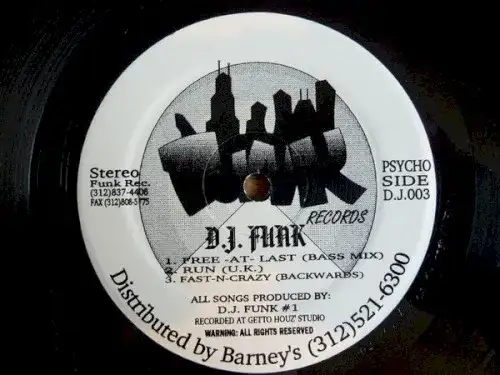 FUNK
RECORDS
Stereo
Funk Rec.
(312)837-4406
FAX (312)808-5775
PSYCHO
SIDE
D.J.003
D.J. FUNK
1. FREE -AT- LAST (BASS MIX)
2. RUN (U.K.)
3. FAST-N-CRAZY (BACKWARDS)
ALL SONGS PRODUCED BY:
D.J. FUNK #1
RECORDED AT GETTO HOUZ' STUDIO
WARNING: ALL RIGHTS RESERVED
Distributed by Barney's (312)521-6300